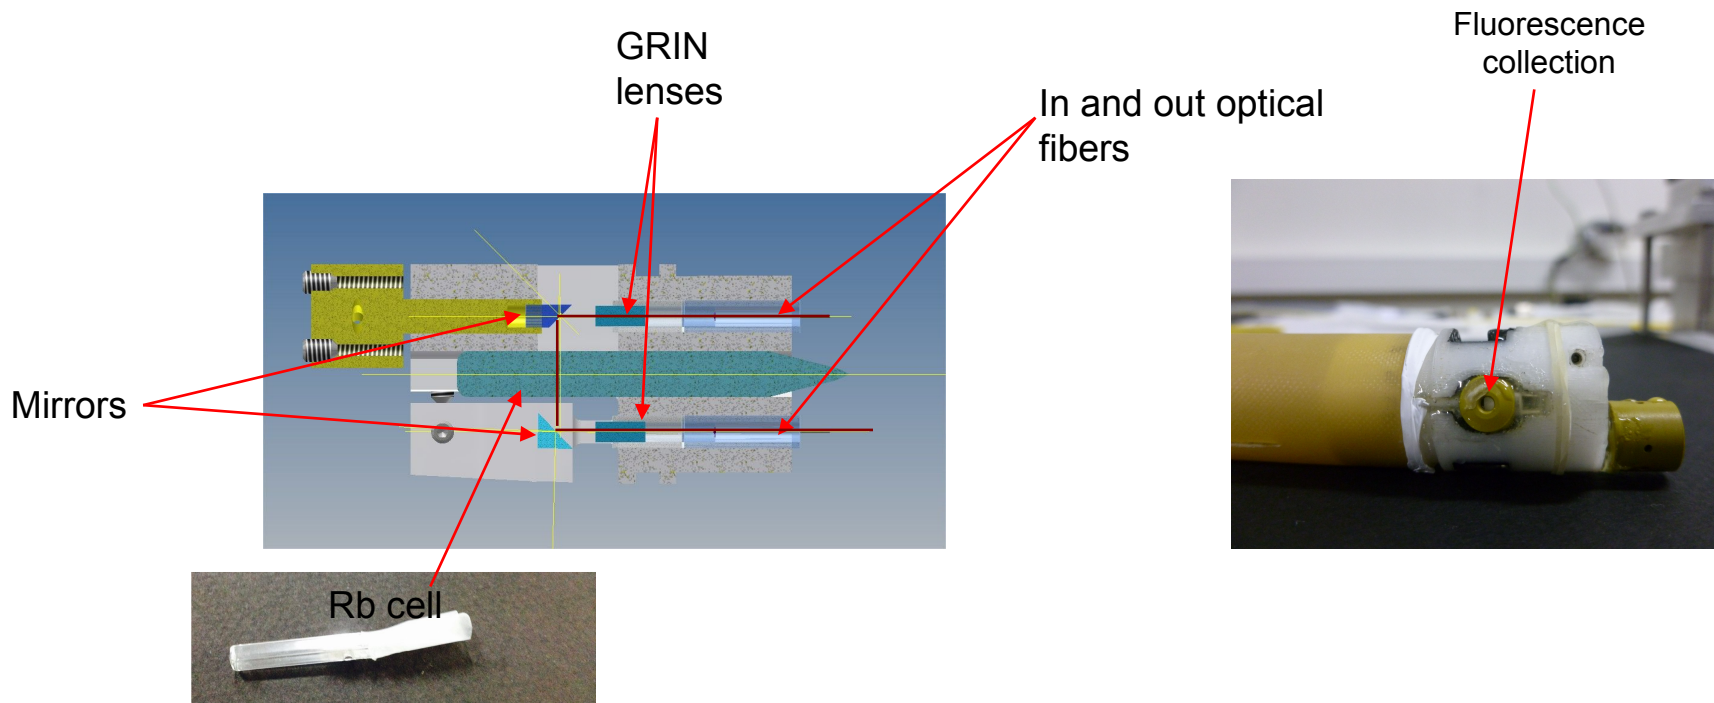 GRIN
lenses
In and out optical
fibers
Fluorescence
collection
Mirrors
Rb cell